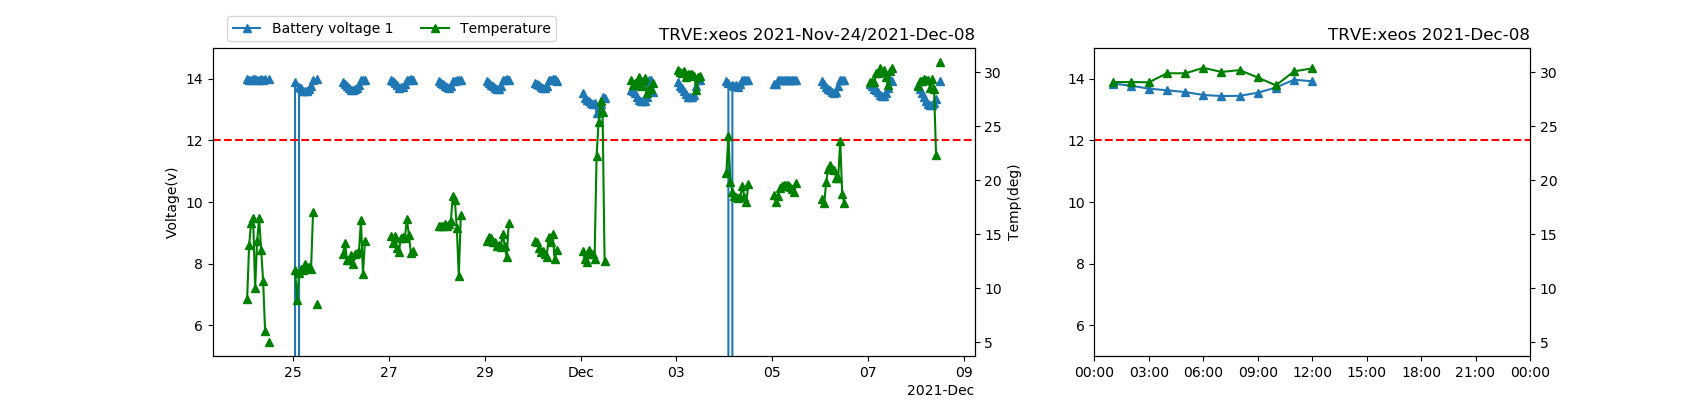 Battery voltage 1 Temperature
TRVE:xeos 2021-Nov-24/2021-Dec-08
Voltage(v)
14
12
10
8
6
30
25
20
15
10
5
Temp(deg)
25 27 29 Dec 03 05 07 09
2021-Dec
TRVE:xeos 2021-Dec-08
14
12
10
8
6
30
25
20
15
10
5
00:00 03:00 06:00 09:00 12:00 15:00 18:00 21:00 00:00